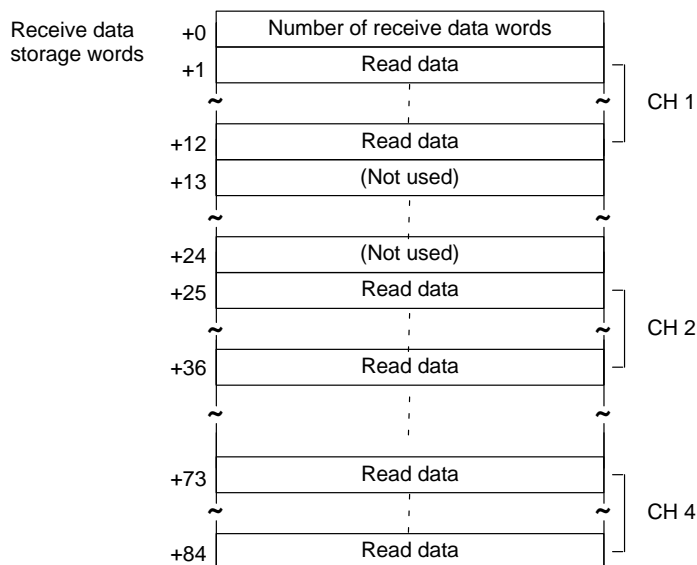 Receive data
storage words
+0 Number of receive data words
+1 Read data
CH 1
+12 Read data
+13 (Not used)
+24 (Not used)
+25 Read data
CH 2
+36 Read data
+73 Read data
CH 4
+84 Read data